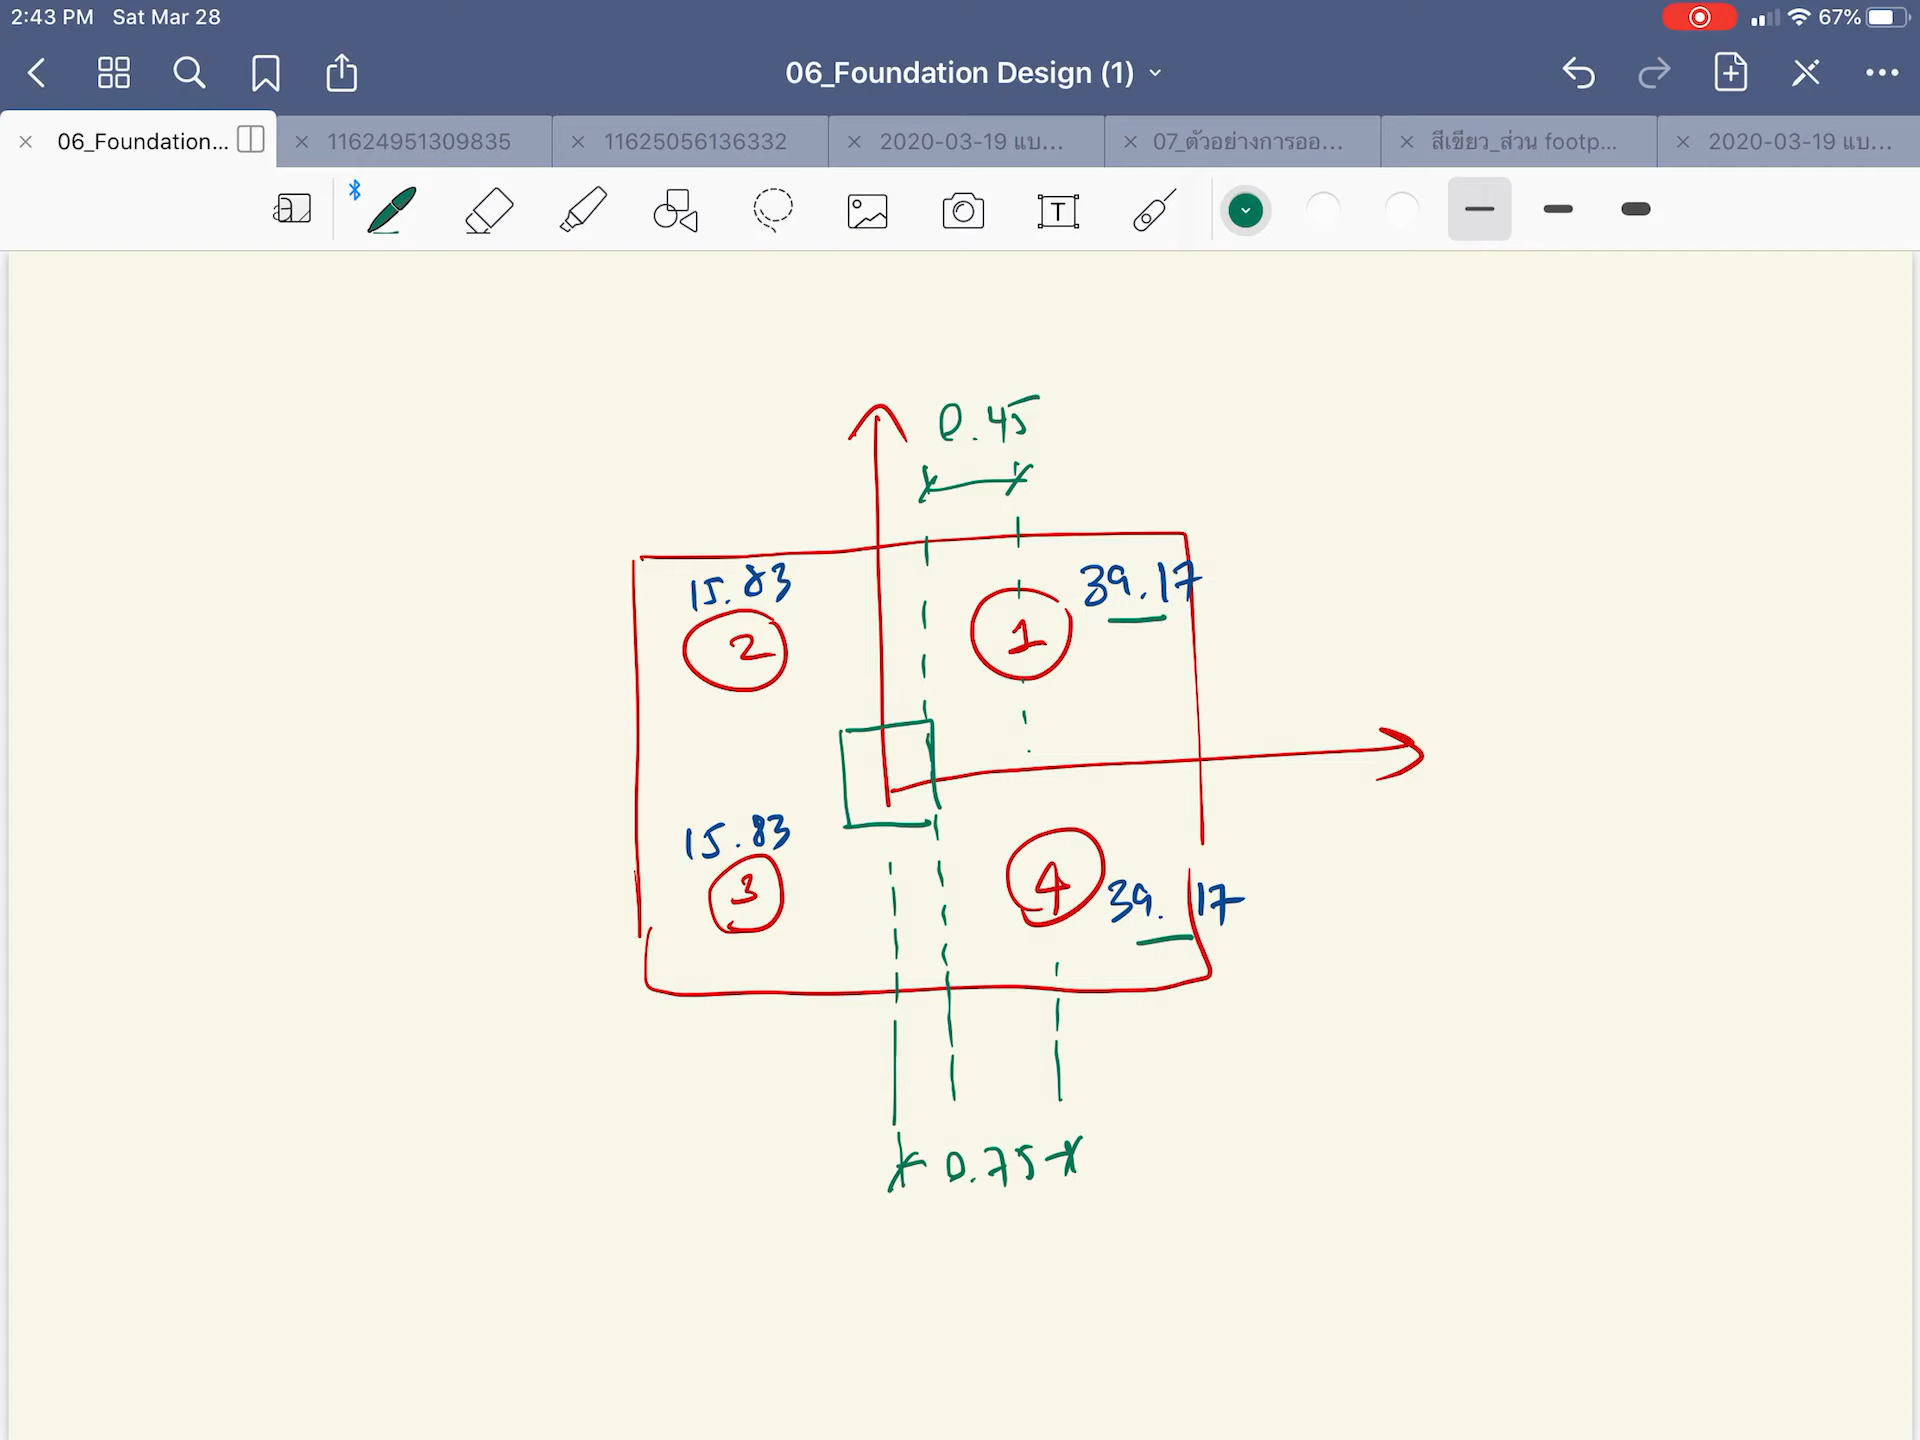 2:43 PM Sat Mar 28 67%
06_Foundation Design (1)
06_Foundation... 11624951309835 11625056136332 2020-03-19 แบ... 07_ตัวอย่างการออ... สีเขียว_ส่วน footp... 2020-03-19 แบ...
0.45
15.83 39.17
2 1
15.83
3 4 39.17
0.75